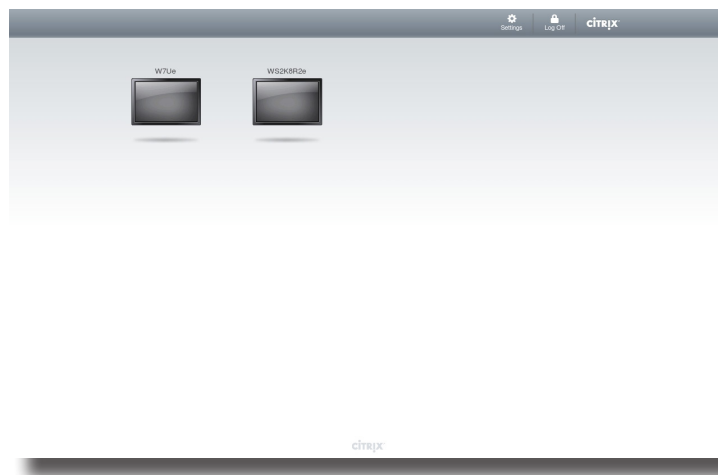 Settings
Log Off
CITRIX
W7Ue
WS2K8R2e
CITRIX